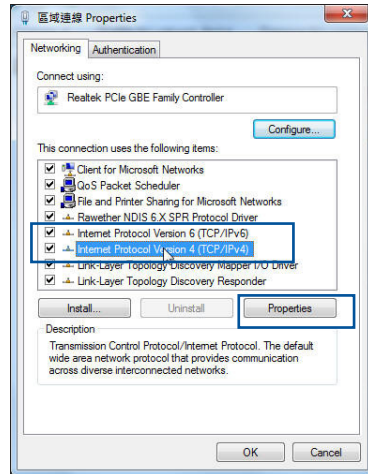 區域連線 Properties
Networking Authentication
Connect using:
Realtek PCIe GBE Family Controller
Configure...
This connection uses the following items:
Client for Microsoft Networks
QoS Packet Scheduler
File and Printer Sharing for Microsoft Networks
Rawether NDIS 6.X SPR Protocol Driver
Internet Protocol Version 6 (TCP/IPv6)
Internet Protocol Version 4 (TCP/IPv4)
Link-Layer Topology Discovery Mapper I/O Driver
Link-Layer Topology Discovery Responder
Install... Uninstall Properties
Description
Transmission Control Protocol/Internet Protocol. The default
wide area network protocol that provides communication
across diverse interconnected networks.
OK Cancel